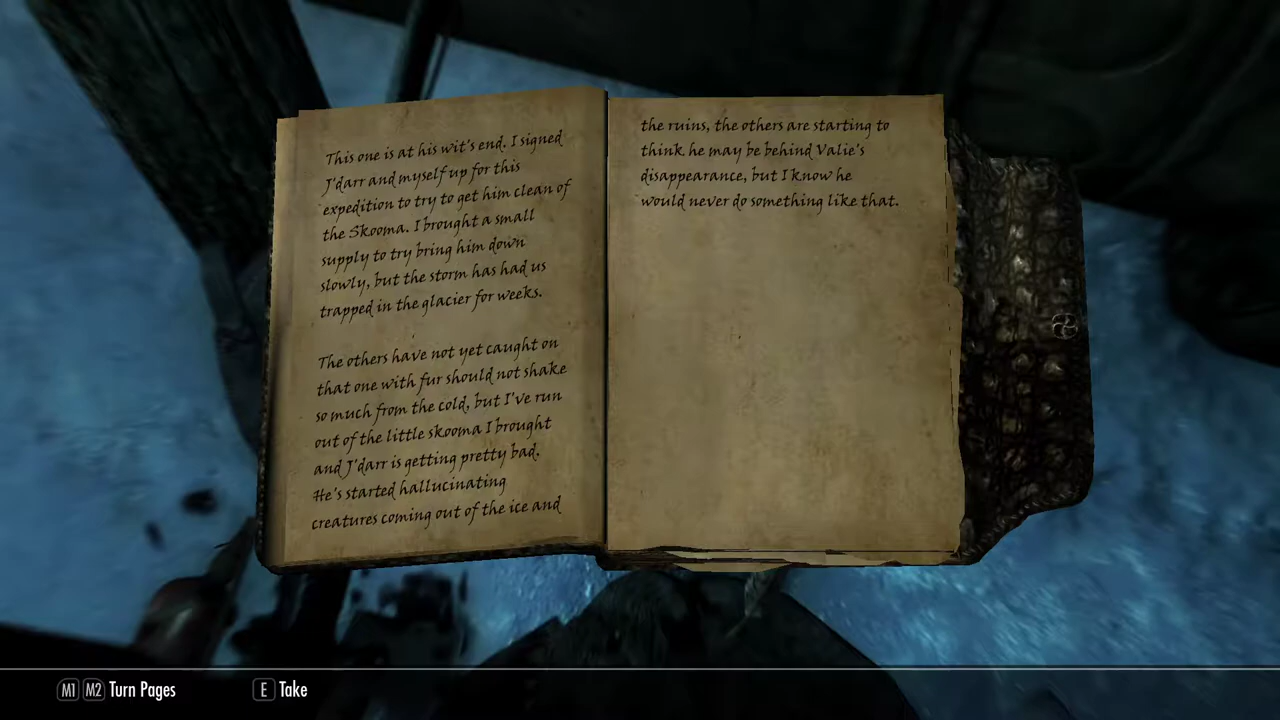 This one is at his wit's end. I signed
J'darr and myself up for this
expedition to try to get him clean of
the Skooma. I brought a small
supply to try bring him down
slowly, but the storm has had us
trapped in the glacier for weeks.
The others have not yet caught on
that one with fur should not shake
so much from the cold, but I've run
out of the little skooma I brought
and J'darr is getting pretty bad.
He's started hallucinating
creatures coming out of the ice and
the ruins, the others are starting to
think he may be behind Valie's
disappearance, but I know he
would never do something like that.
M1 M2 Turn Pages E Take